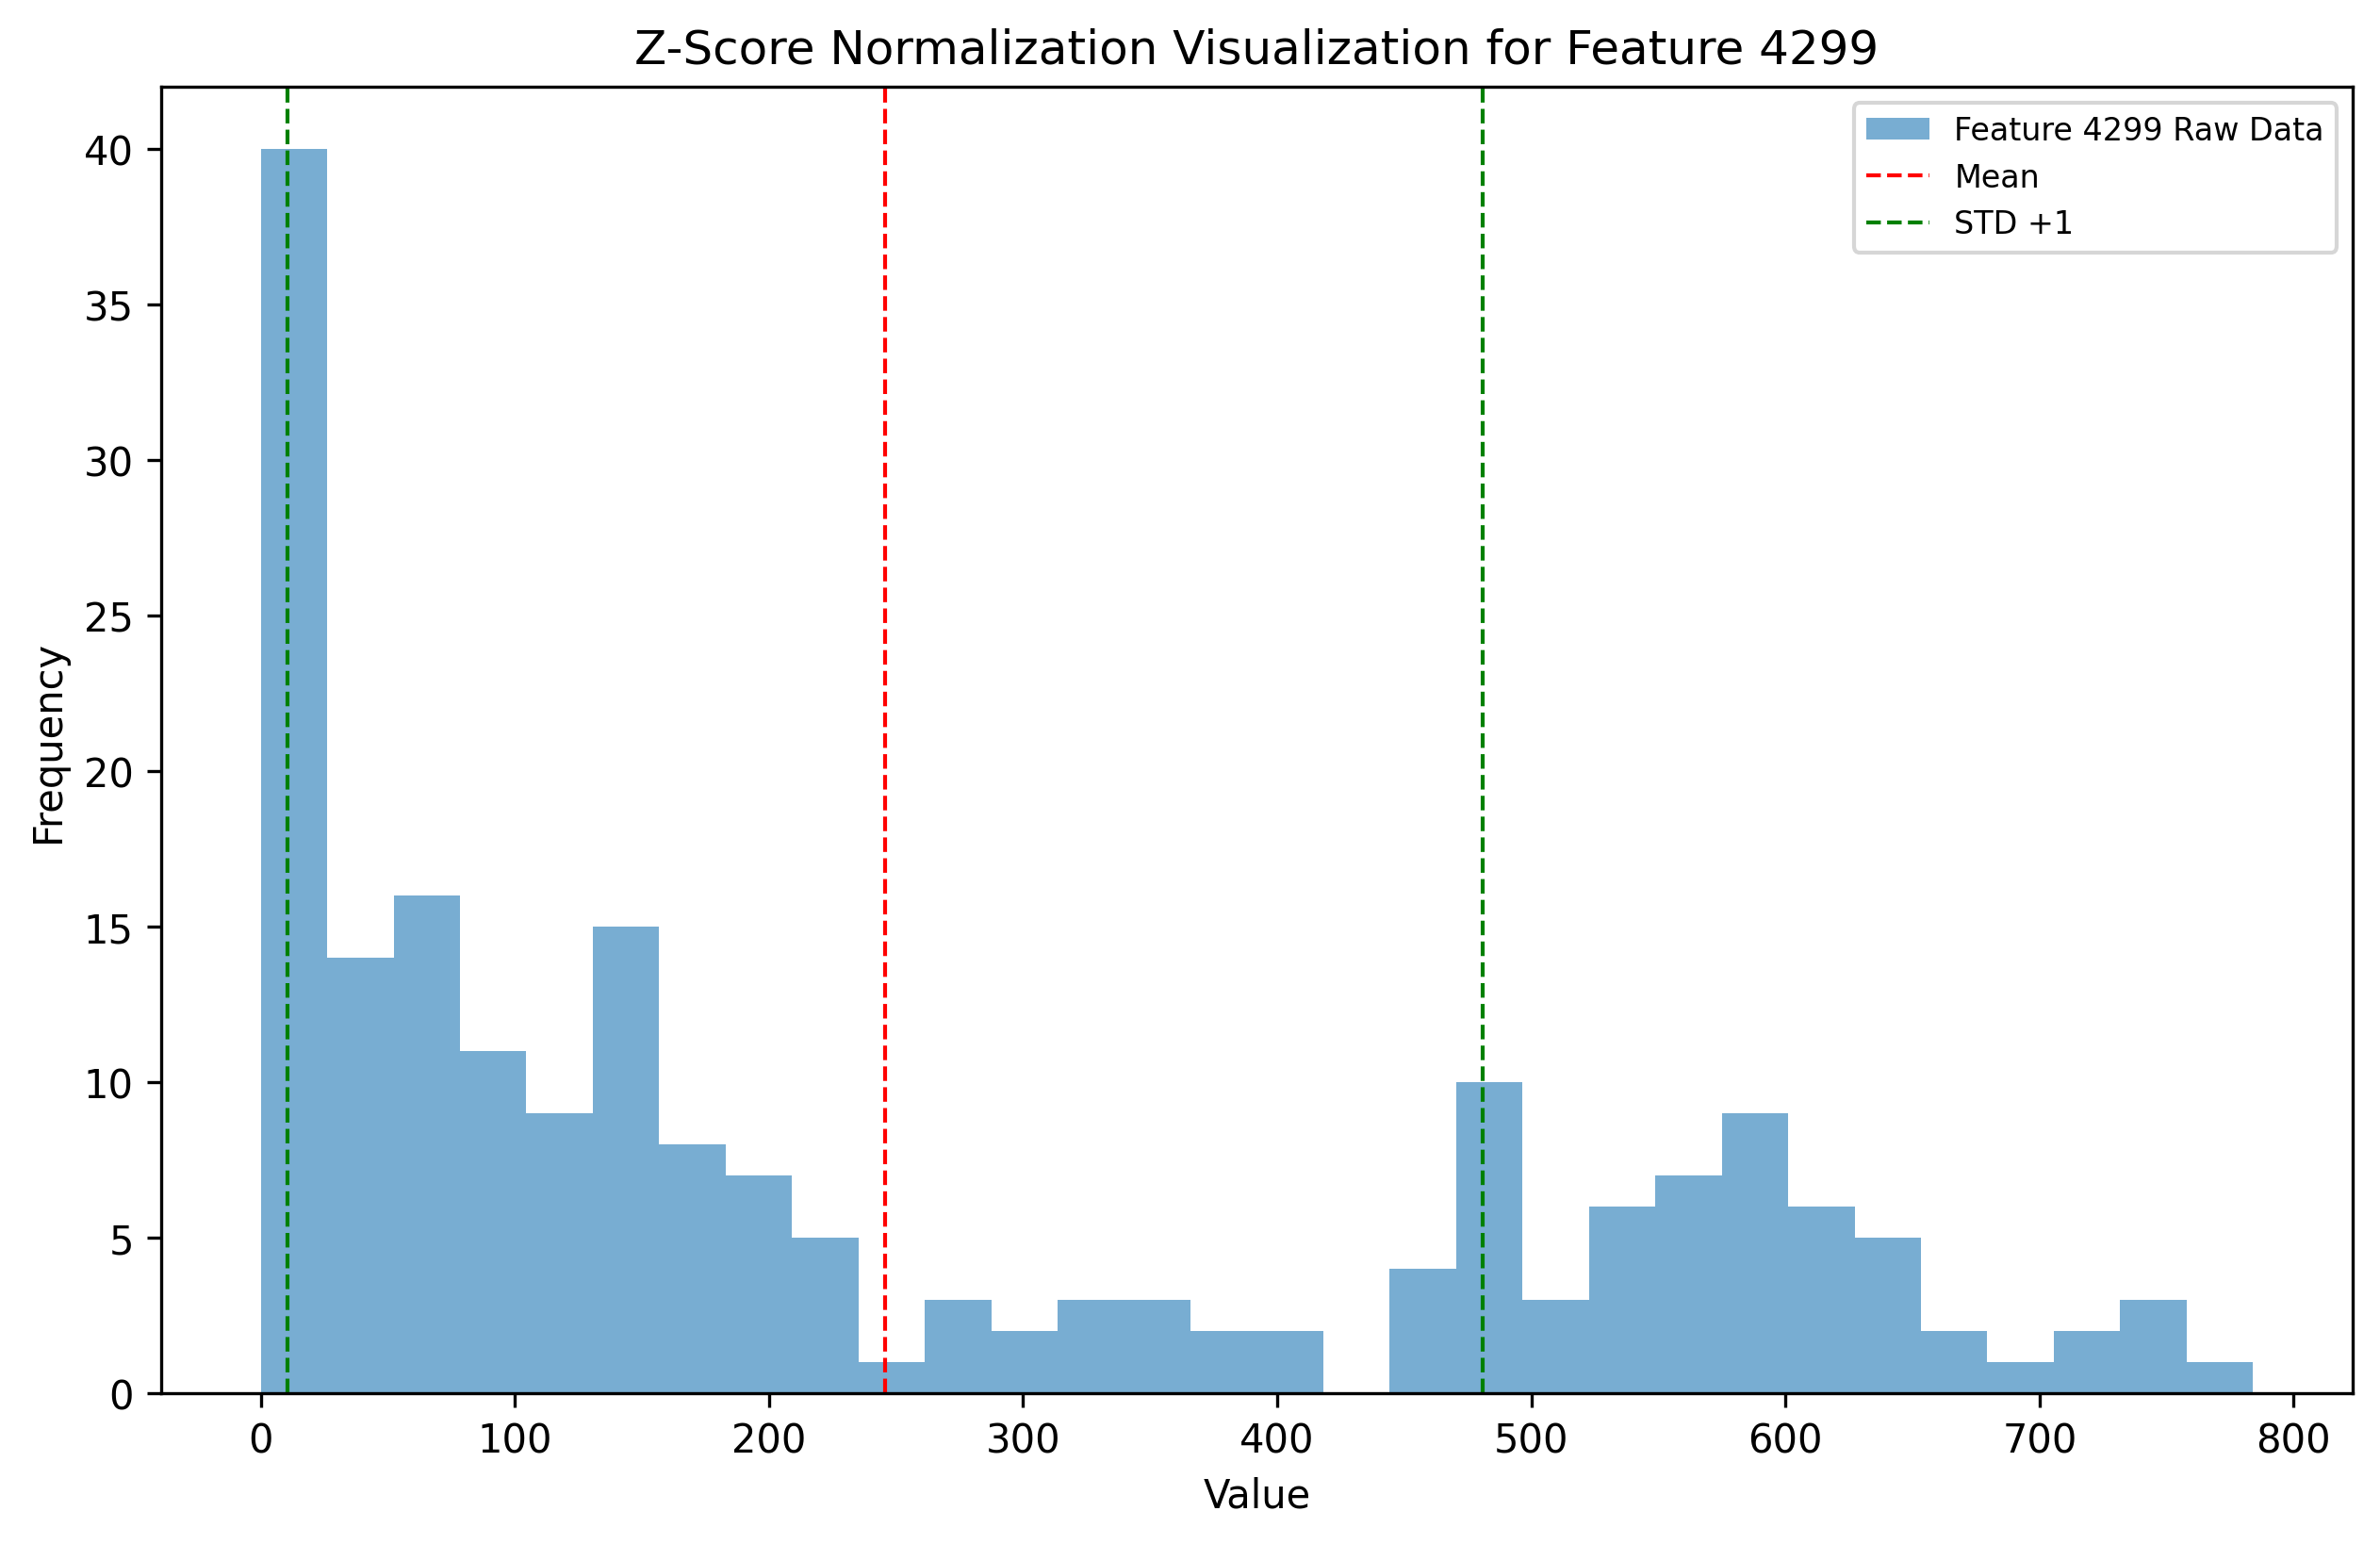 Z-Score Normalization Visualization for Feature 4299
Feature 4299 Raw Data
Mean
STD +1
Frequency
40
35
30
25
20
15
10
5
0
0 100 200 300 400 500 600 700 800
Value